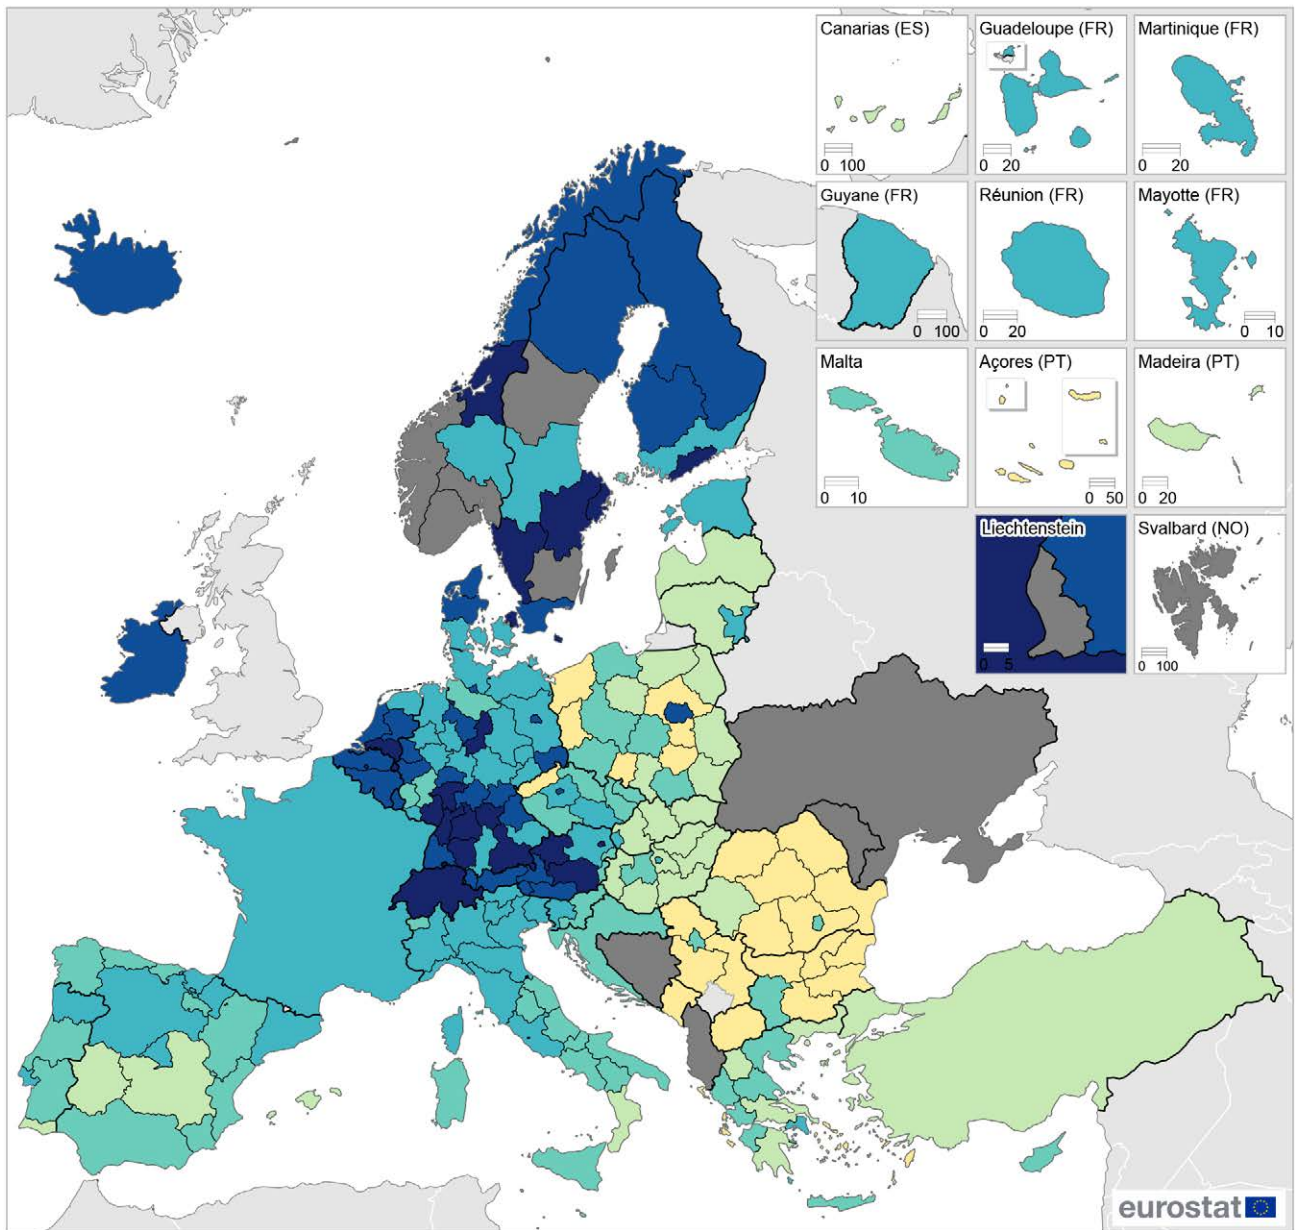 Canarias (ES)
0 100
Guadeloupe (FR)
0 20
Martinique (FR)
0 20
Guyane (FR)
0 100
Réunion (FR)
0 20
Mayotte (FR)
0 10
Malta
0 10
Açores (PT)
0 50
Madeira (PT)
0 20
Liechtenstein
0 5
Svalbard (NO)
0 100
eurostat